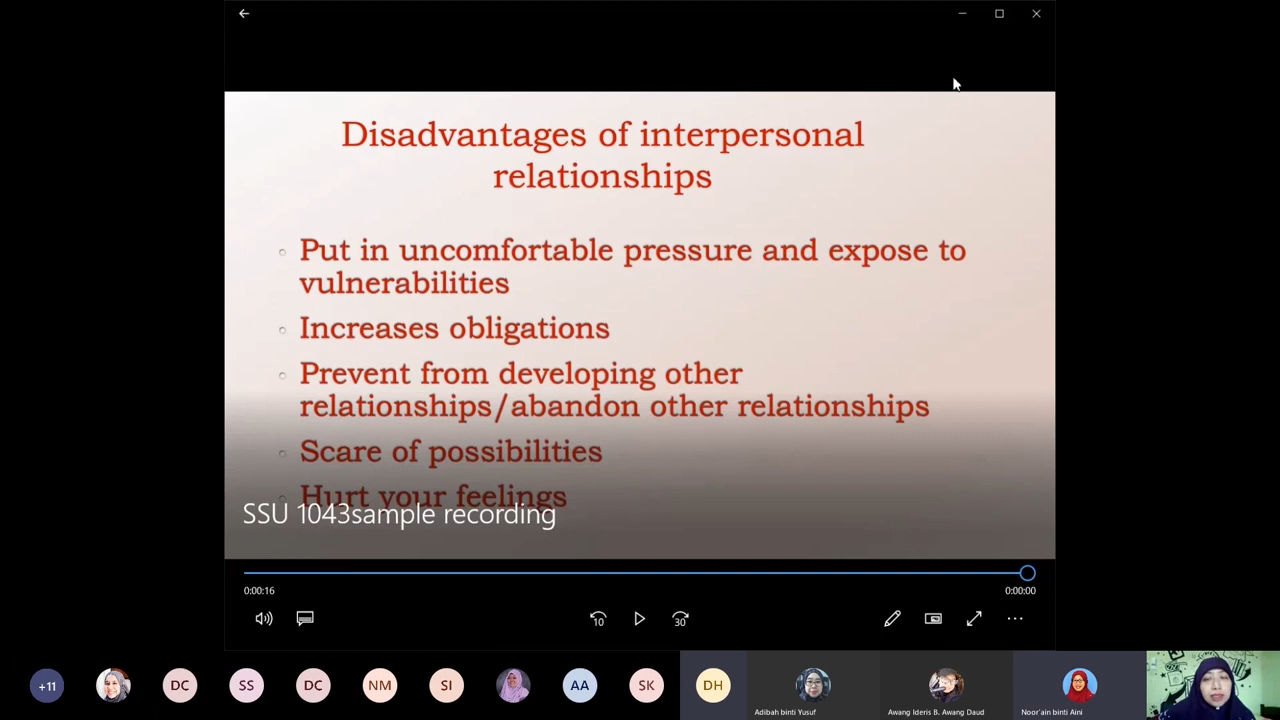 Disadvantages of interpersonal
relationships
Put in uncomfortable pressure and expose to
vulnerabilities
Increases obligations
Prevent from developing other
relationships/abandon other relationships
Scare of possibilities
Hurt your feelings
SSU 1043sample recording
0:00:16
0:00:00
10
30
+11
DC
SS
DC
NM
SI
AA
SK
DH
Adibah binti Yusuf
Awang Ideris B. Awang Daud
Noor'ain binti Aini